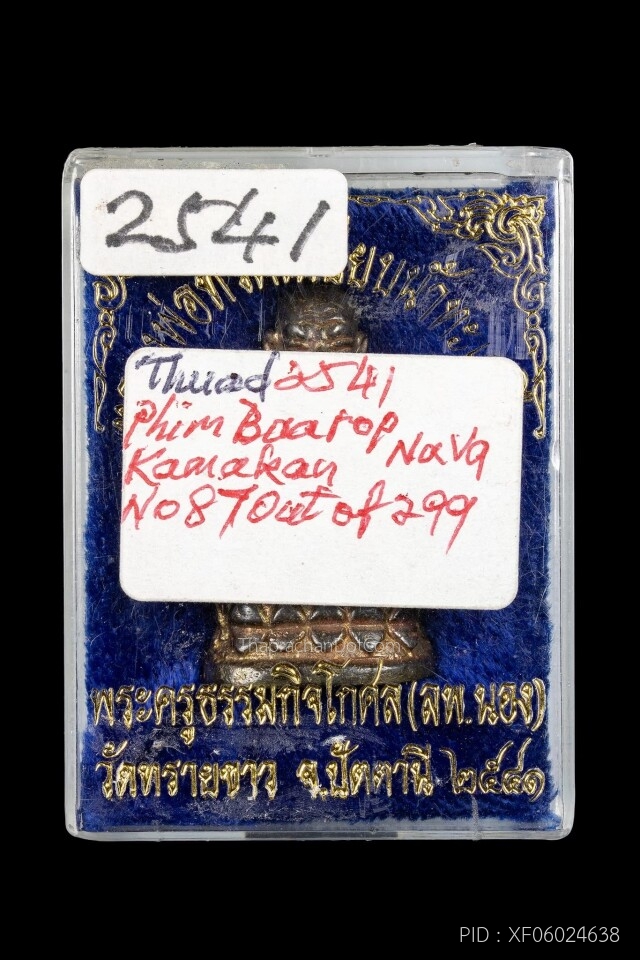 2541
Thuad 2541
Phim Baarop
Nava
Kamakan
No 87 Out of 299
ThaprachanDotCom
พระครูธรรมกิจโกศล (ลพ.นอง)
วัดทรายขาว จ.ปัตตานี ๒๕๔๑
PID : XF06024638